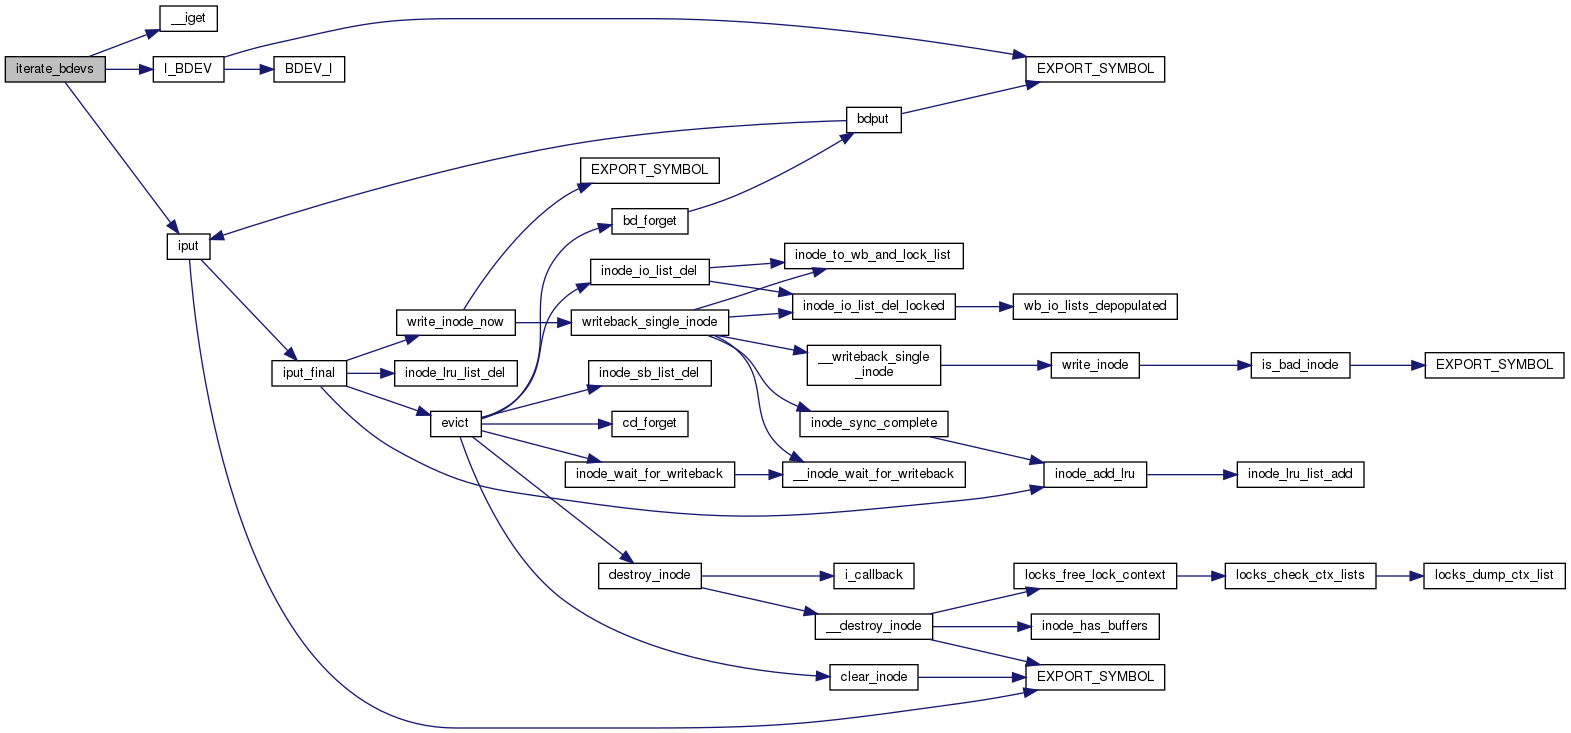 __iget
iterate_bdevs
I_BDEV
BDEV_I
EXPORT_SYMBOL
bdput
EXPORT_SYMBOL
bd_forget
iput
inode_to_wb_and_lock_list
inode_io_list_del
inode_io_list_del_locked
wb_io_lists_depopulated
write_inode_now
writeback_single_inode
__writeback_single
_inode
write_inode
is_bad_inode
EXPORT_SYMBOL
iput_final
inode_lru_list_del
inode_sb_list_del
evict
cd_forget
inode_sync_complete
inode_wait_for_writeback
__inode_wait_for_writeback
inode_add_lru
inode_lru_list_add
destroy_inode
i_callback
locks_free_lock_context
locks_check_ctx_lists
locks_dump_ctx_list
__destroy_inode
inode_has_buffers
clear_inode
EXPORT_SYMBOL